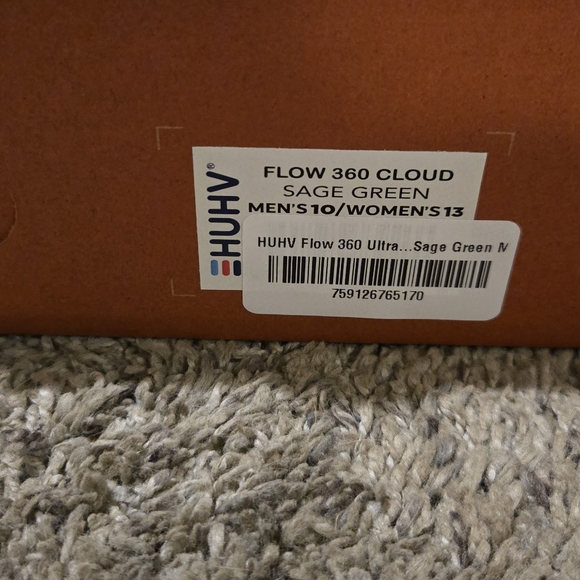 HUHV®
FLOW 360 CLOUD
SAGE GREEN
MEN'S 10/WOMEN'S 13
HUHV Flow 360 Ultra...Sage Green M
759126765170